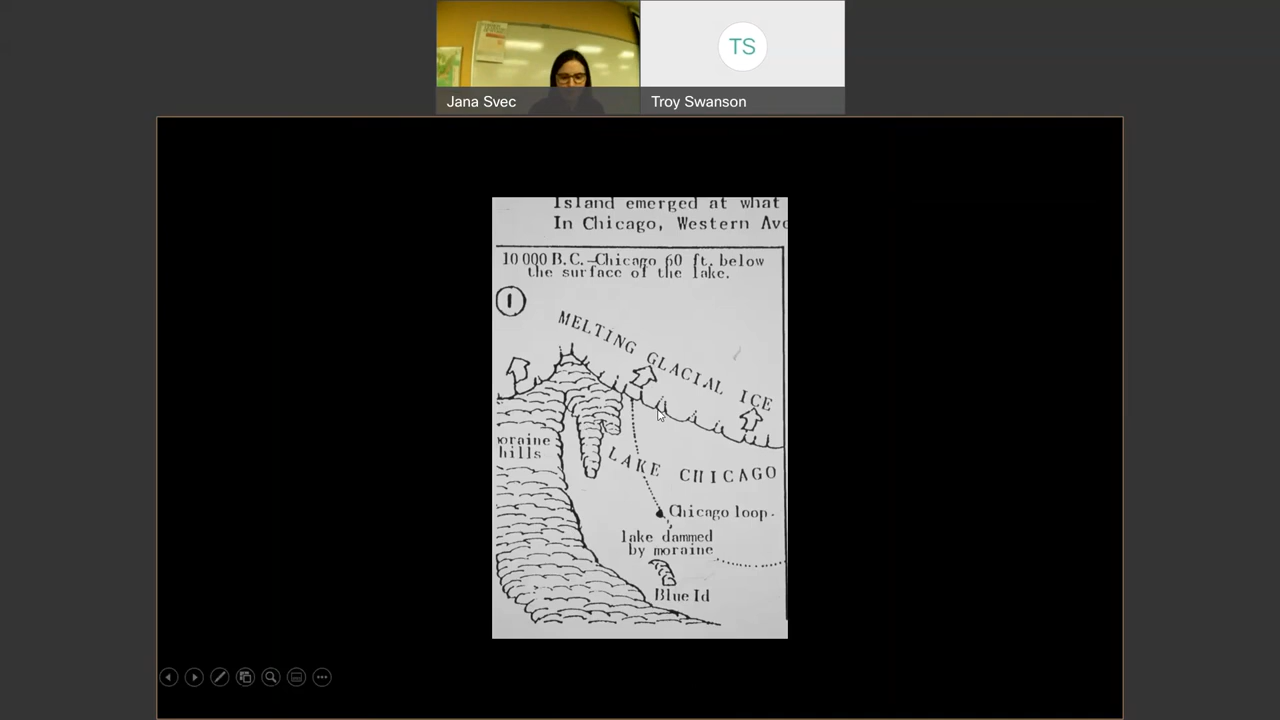 TS
Jana Svec
Troy Swanson
Island emerged at what
In Chicago, Western Av
10 000 B.C.–Chicago 60 ft. below
the surface of the lake.
1
MELTING GLACIAL ICE
oraine
hills
LAKE CHICAGO
Chicago loop.
lake dammed
by moraine
Blue Id